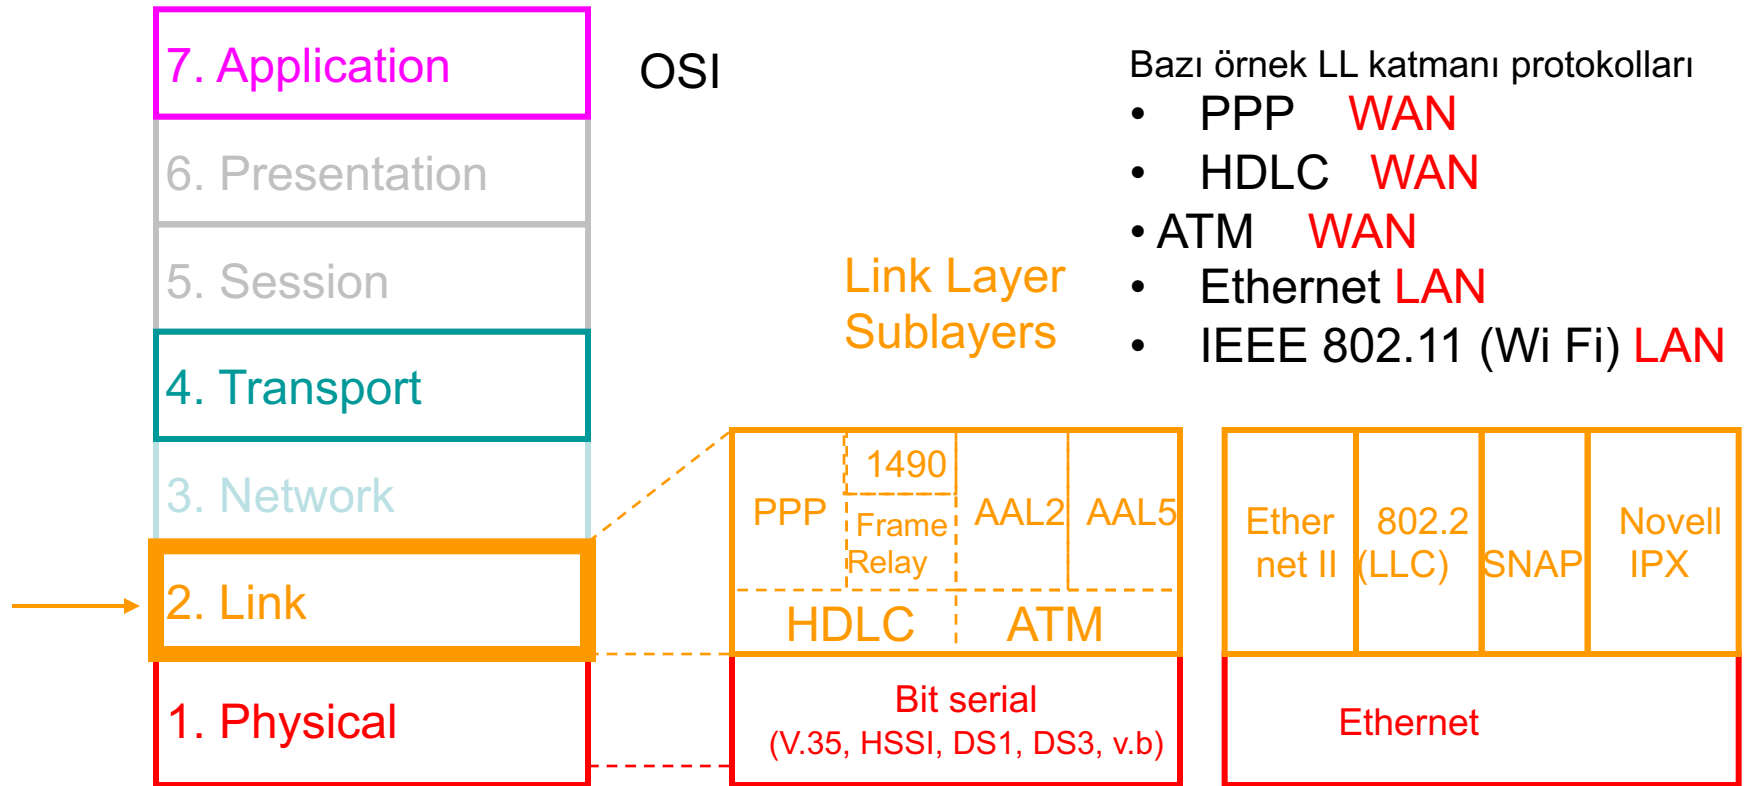 7. Application
6. Presentation
5. Session
4. Transport
3. Network
2. Link
1. Physical
OSI
Bazı örnek LL katmanı protokolları
• PPP WAN
• HDLC WAN
• ATM WAN
• Ethernet LAN
• IEEE 802.11 (Wi Fi) LAN
Link Layer
Sublayers
PPP
1490
Frame
Relay
AAL2
AAL5
HDLC
ATM
Bit serial
(V.35, HSSI, DS1, DS3, v.b)
Ether
net II
802.2
(LLC)
SNAP
Novell
IPX
Ethernet